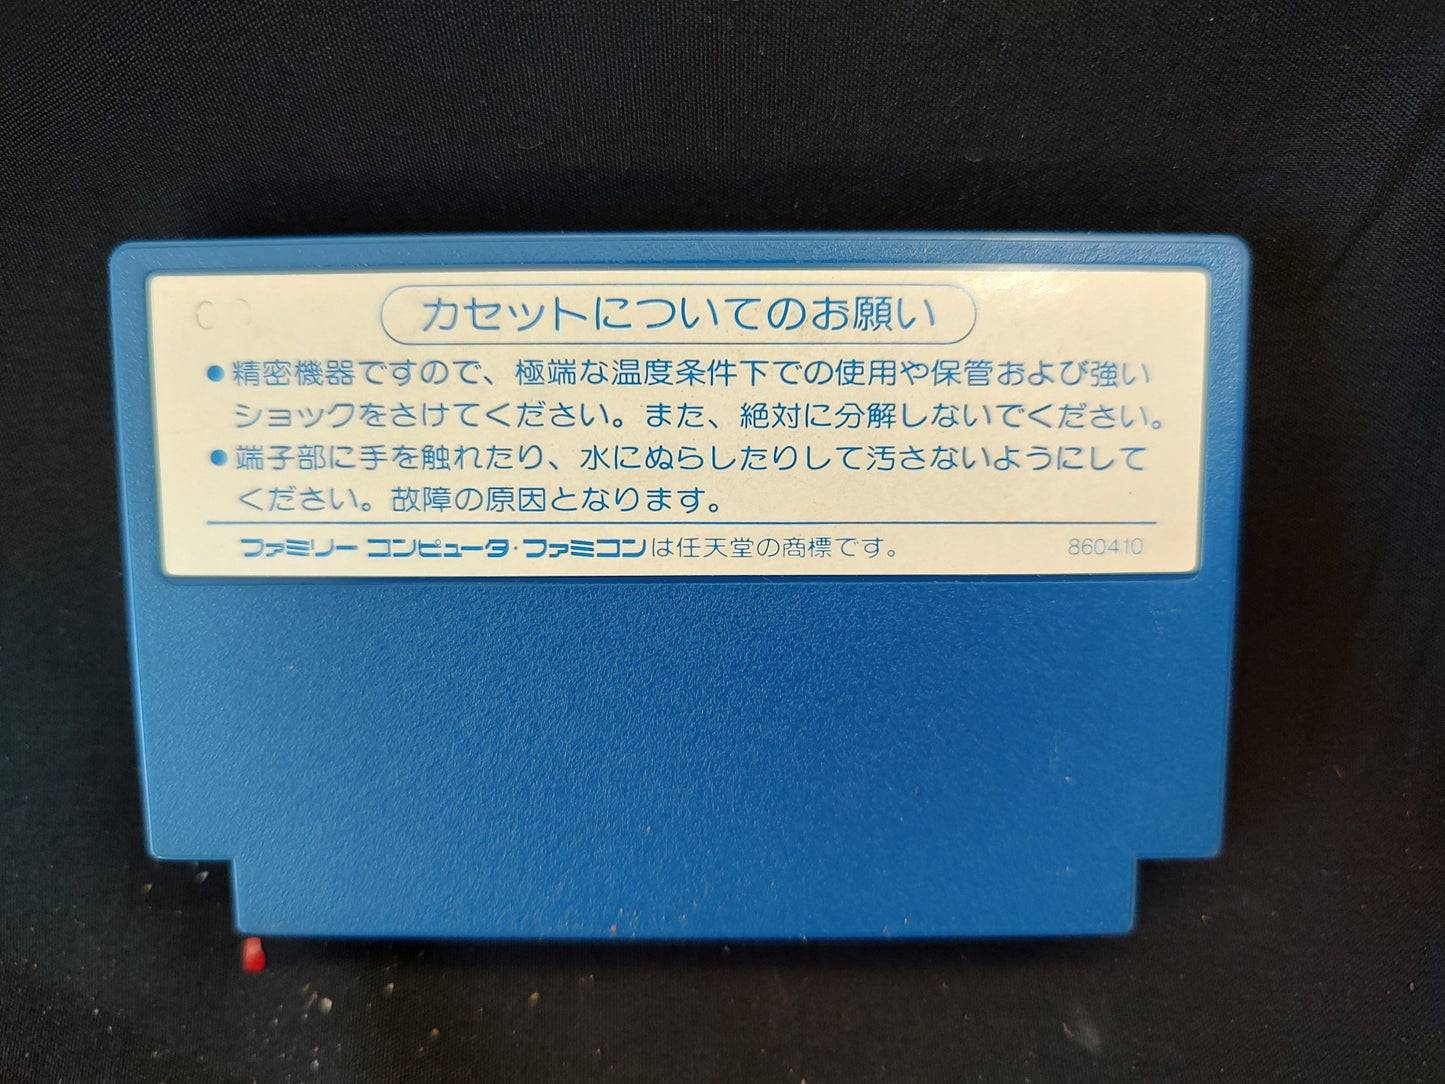 カセットについてのお願い
●精密機器ですので、極端な温度条件下での使用や保管および強い
ショックをさけてください。また、絶対に分解しないでください。
●端子部に手を触れたり、水にぬらしたりして汚さないようにして
ください。故障の原因となります。
ファミリーコンピュータ・ファミコンは任天堂の商標です。 860410